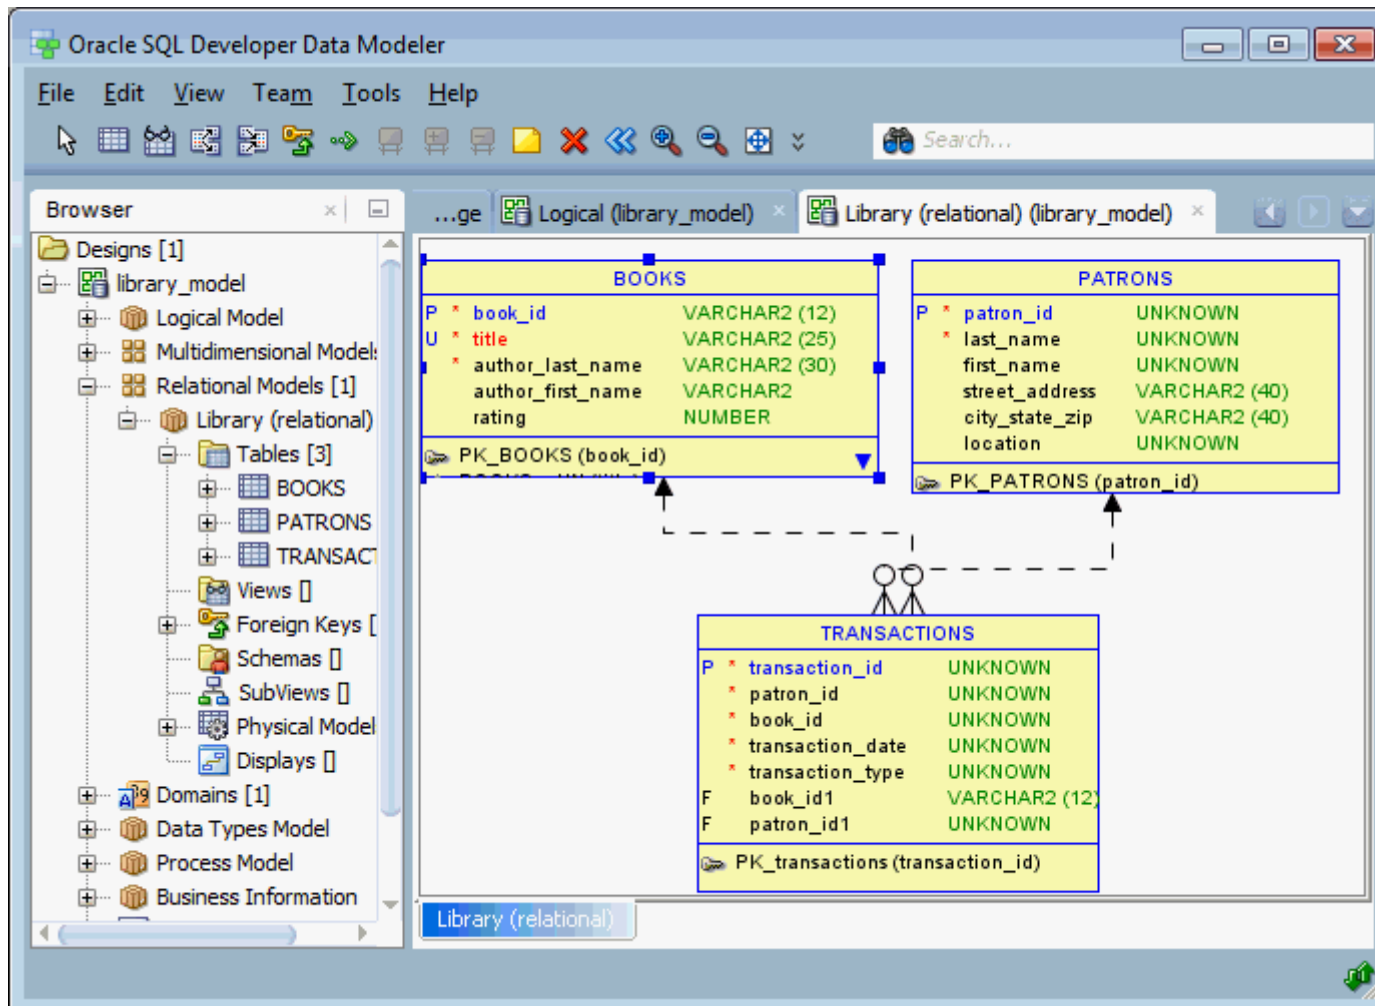 Oracle SQL Developer Data Modeler
File Edit View Team Tools Help
Search...
Browser
...ge Logical (library_model) Library (relational) (library_model)
Designs [1]
library_model
Logical Model
Multidimensional Models
Relational Models [1]
Library (relational)
Tables [3]
BOOKS
PATRONS
TRANSACT
Views []
Foreign Keys [
Schemas []
SubViews []
Physical Model
Displays []
Domains [1]
Data Types Model
Process Model
Business Information
BOOKS
P * book_id VARCHAR2 (12)
U * title VARCHAR2 (25)
* author_last_name VARCHAR2 (30)
author_first_name VARCHAR2
rating NUMBER
PK_BOOKS (book_id)
PATRONS
P * patron_id UNKNOWN
* last_name UNKNOWN
first_name UNKNOWN
street_address VARCHAR2 (40)
city_state_zip VARCHAR2 (40)
location UNKNOWN
PK_PATRONS (patron_id)
TRANSACTIONS
P * transaction_id UNKNOWN
* patron_id UNKNOWN
* book_id UNKNOWN
* transaction_date UNKNOWN
* transaction_type UNKNOWN
F book_id1 VARCHAR2 (12)
F patron_id1 UNKNOWN
PK_transactions (transaction_id)
Library (relational)